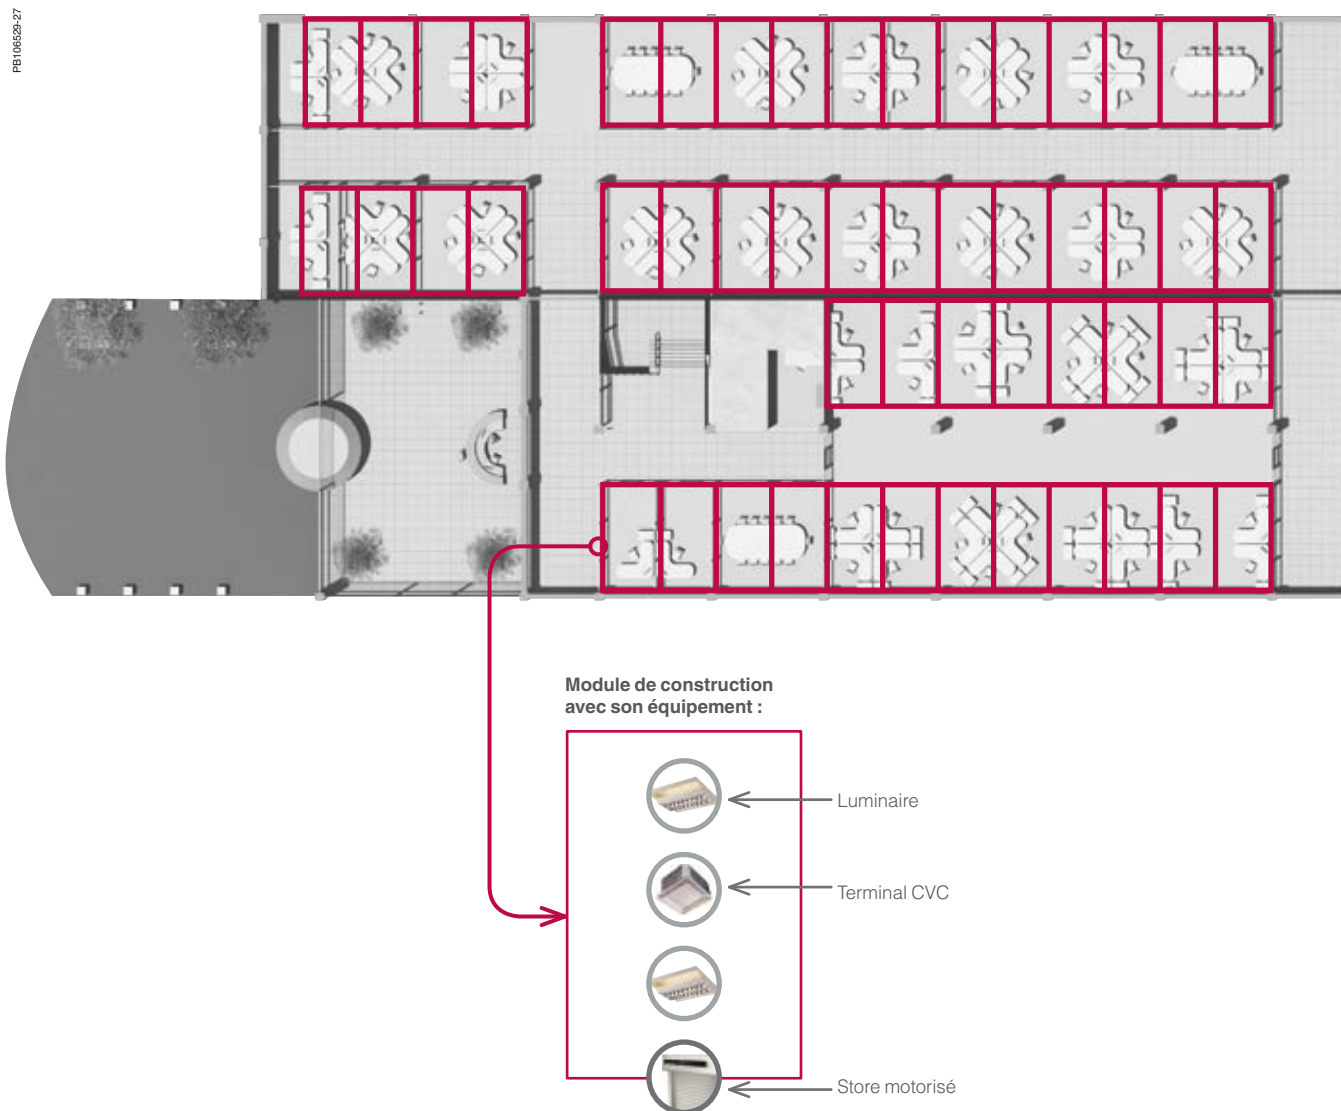 PB106529-27
Module de construction
avec son équipement :
Luminaire
Terminal CVC
Store motorisé